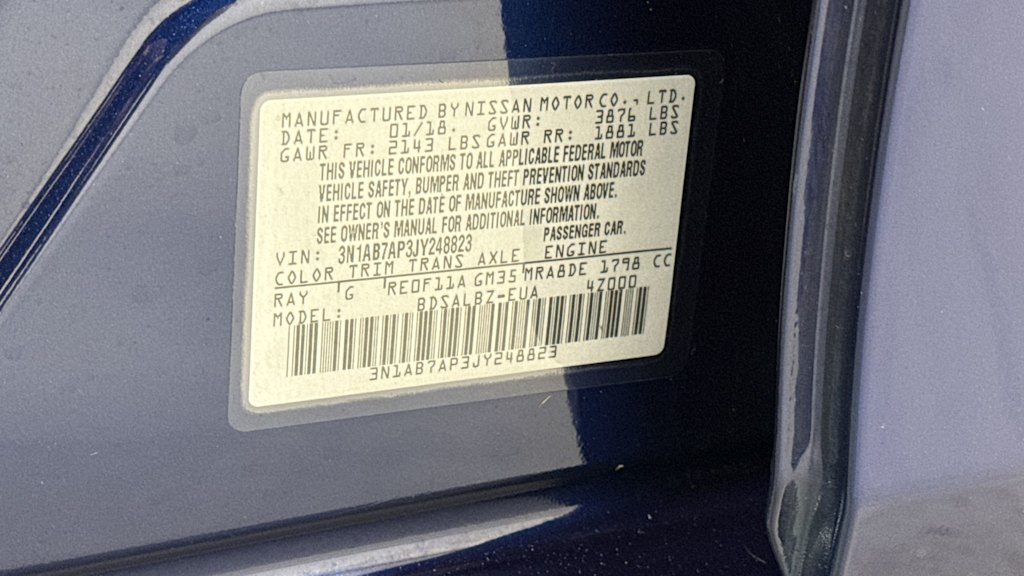 MANUFACTURED BY NISSAN MOTOR CO., LTD.
DATE: 01/18. GVWR: 3876 LBS
GAWR FR: 2143 LBS GAWR RR: 1881 LBS
THIS VEHICLE CONFORMS TO ALL APPLICABLE FEDERAL MOTOR
VEHICLE SAFETY, BUMPER AND THEFT PREVENTION STANDARDS
IN EFFECT ON THE DATE OF MANUFACTURE SHOWN ABOVE.
SEE OWNER'S MANUAL FOR ADDITIONAL INFORMATION.
VIN: 3N1AB7AP3JY248823 PASSENGER CAR.
COLOR TRIM TRANS AXLE ENGINE
RAY G RE0F11A GM35 MRA8DE 1798 CC
MODEL: BDSALBZ-EUA 4Z000
3N1AB7AP3JY248823